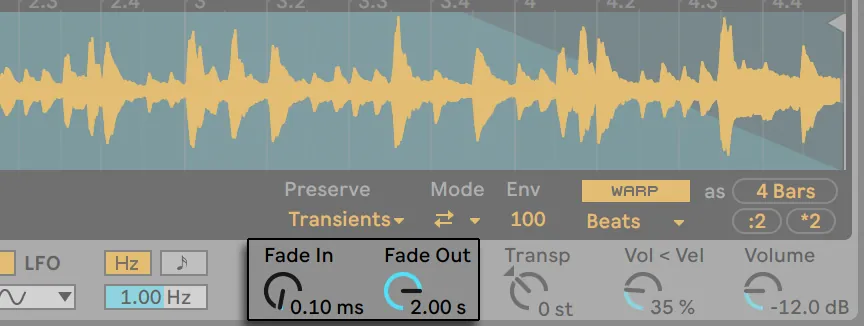 2.3 2.4 3 3.2 3.3 3.4 4 4.2 4.3 4.4
Preserve Mode Env WARP as 4 Bars
Transients 100 Beats :2 *2
LFO Hz Fade In Fade Out Transp Vol < Vel Volume
1.00 Hz 0.10 ms 2.00 s 0 st 35 % -12.0 dB